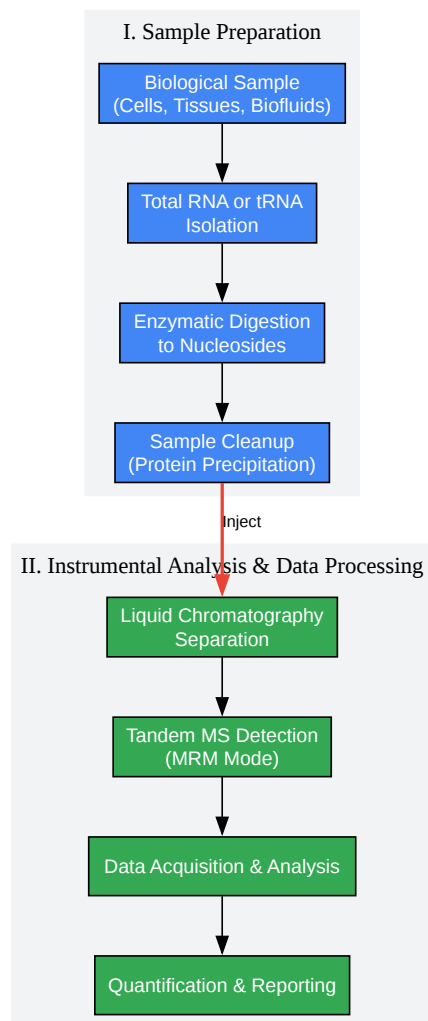 I. Sample Preparation
Biological Sample
(Cells, Tissues, Biofluids)
Total RNA or tRNA
Isolation
Enzymatic Digestion
to Nucleosides
Sample Cleanup
(Protein Precipitation)
Inject
II. Instrumental Analysis & Data Processing
Liquid Chromatography
Separation
Tandem MS Detection
(MRM Mode)
Data Acquisition & Analysis
Quantification & Reporting